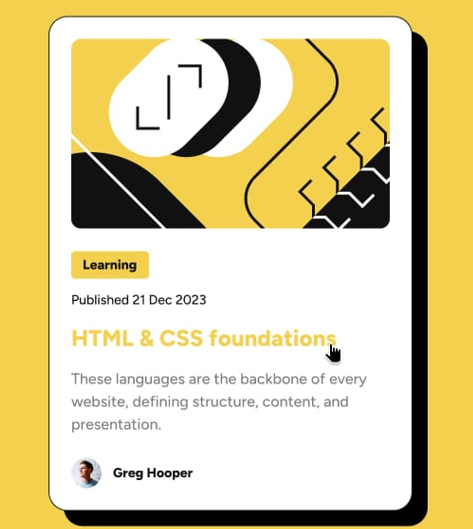 Learning
Published 21 Dec 2023
HTML & CSS foundations
These languages are the backbone of every
website, defining structure, content, and
presentation.
Greg Hooper